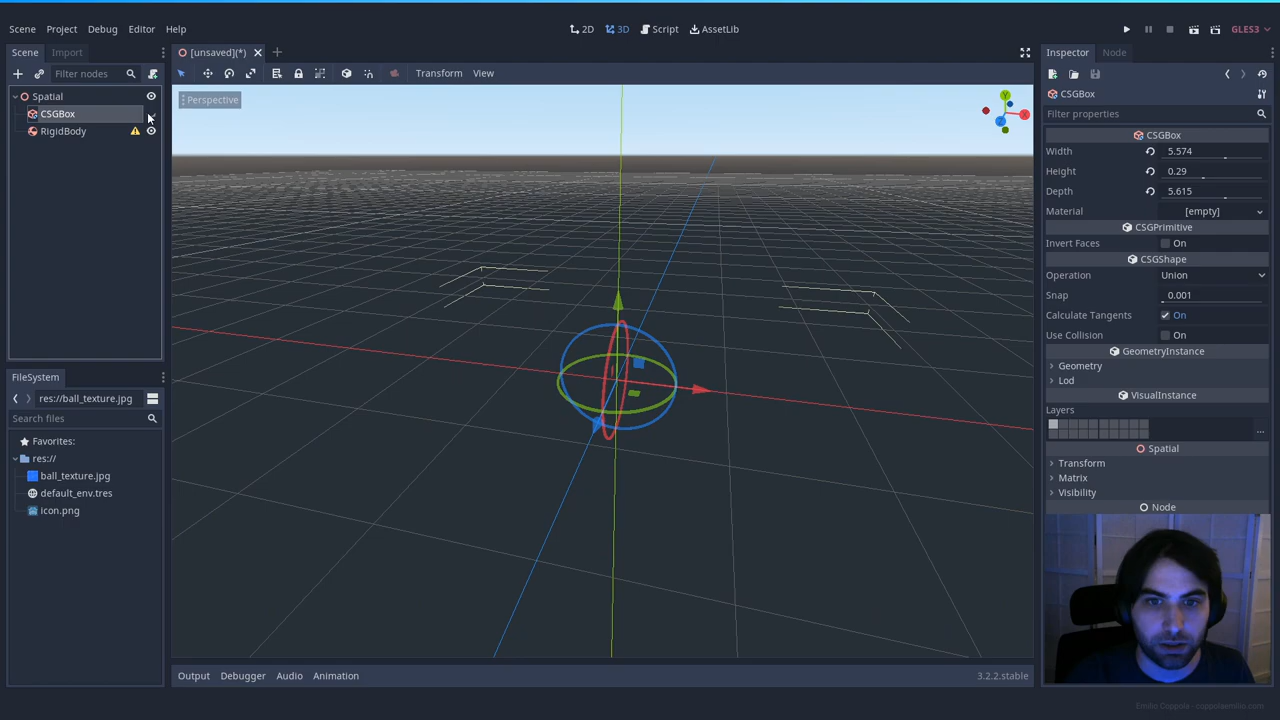 Scene Project Debug Editor Help
2D 3D Script AssetLib
GLES3
Scene Import
[unsaved](*)
Inspector Node
Filter nodes
Transform View
Spatial
CSGBox
RigidBody
Perspective
Y
X
Z
CSGBox
Filter properties
CSGBox
Width 5.574
Height 0.29
Depth 5.615
Material [empty]
CSGPrimitive
Invert Faces On
CSGShape
Operation Union
Snap 0.001
Calculate Tangents On
Use Collision On
GeometryInstance
Geometry
Lod
VisualInstance
Layers
...
Spatial
Transform
Matrix
Visibility
Node
FileSystem
res://ball_texture.jpg
Search files
Favorites:
res://
ball_texture.jpg
default_env.tres
icon.png
Output Debugger Audio Animation
3.2.2.stable
Emilio Coppola - coppolaemilio.com